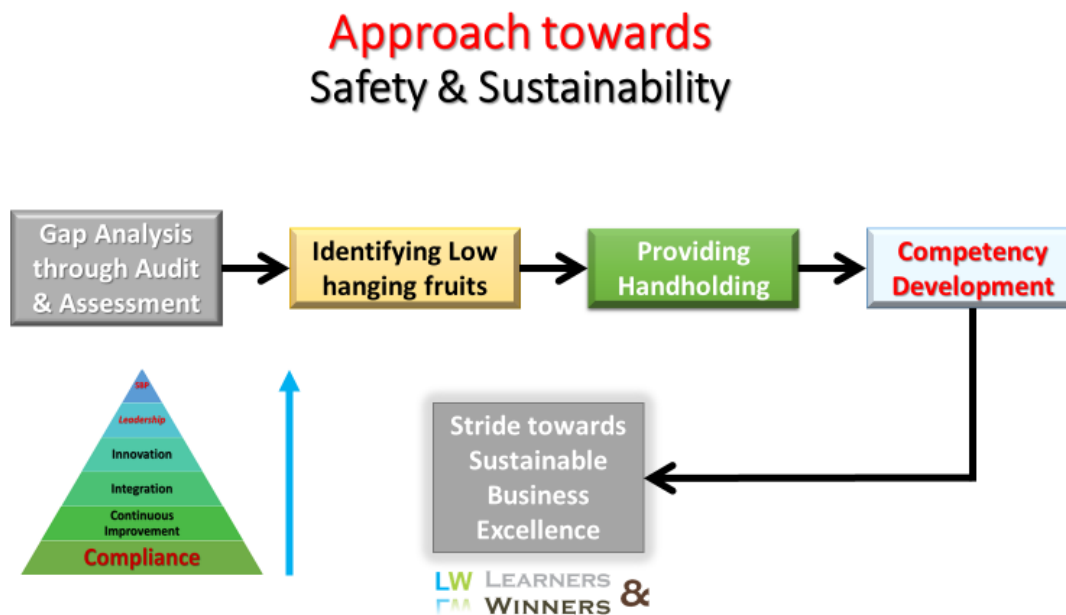 Approach towards
Safety & Sustainability
Gap Analysis
through Audit
& Assessment
Identifying Low
hanging fruits
Providing
Handholding
Competency
Development
SBP
Leadership
Innovation
Integration
Continuous
Improvement
Compliance
Stride towards
Sustainable
Business
Excellence
LW LEARNERS &
WINNERS